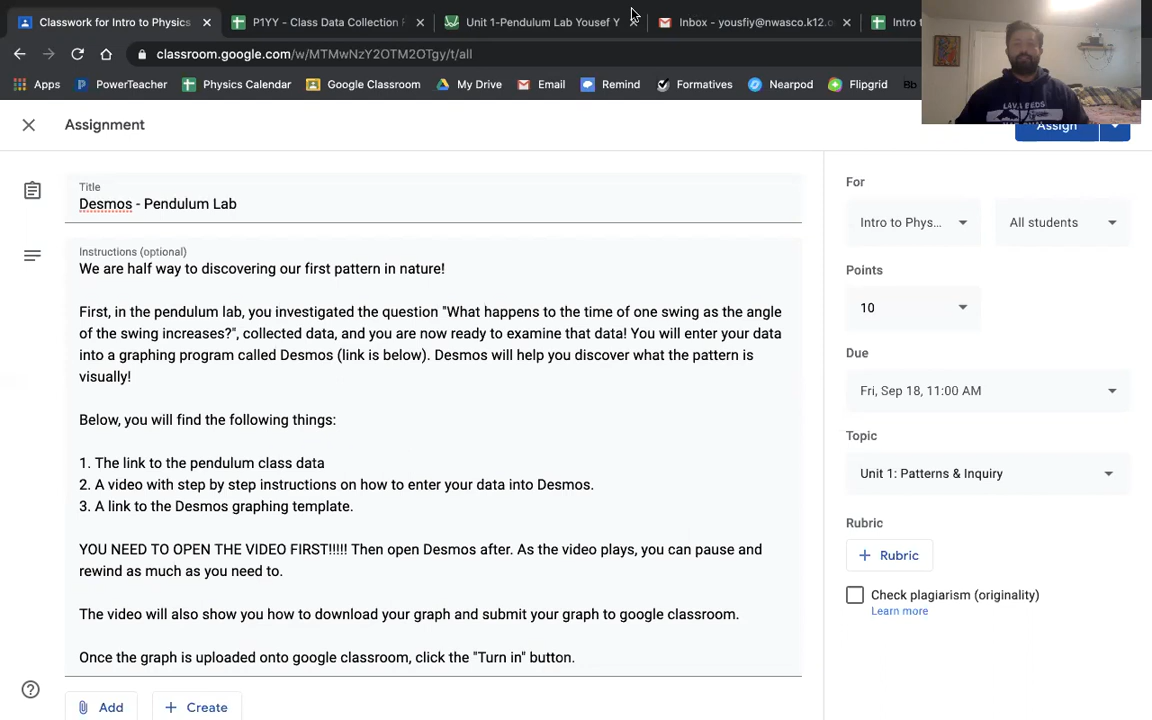 Classwork for Intro to Physics
P1YY - Class Data Collection
Unit 1-Pendulum Lab Yousef Y
Inbox - yousfiy@nwasco.k12.o
Intro t
classroom.google.com/w/MTMwNzY2OTM2OTgy/t/all
Apps
PowerTeacher
Physics Calendar
Google Classroom
My Drive
Email
Remind
Formatives
Nearpod
Flipgrid
Bb
LAVA BEDS
Assignment
Assign
Title
Desmos - Pendulum Lab
Instructions (optional)
We are half way to discovering our first pattern in nature!
First, in the pendulum lab, you investigated the question "What happens to the time of one swing as the angle
of the swing increases?", collected data, and you are now ready to examine that data! You will enter your data
into a graphing program called Desmos (link is below). Desmos will help you discover what the pattern is
visually!
Below, you will find the following things:
1. The link to the pendulum class data
2. A video with step by step instructions on how to enter your data into Desmos.
3. A link to the Desmos graphing template.
YOU NEED TO OPEN THE VIDEO FIRST!!!!! Then open Desmos after. As the video plays, you can pause and
rewind as much as you need to.
The video will also show you how to download your graph and submit your graph to google classroom.
Once the graph is uploaded onto google classroom, click the "Turn in" button.
Add
Create
For
Intro to Phys...
All students
Points
10
Due
Fri, Sep 18, 11:00 AM
Topic
Unit 1: Patterns & Inquiry
Rubric
Rubric
Check plagiarism (originality)
Learn more